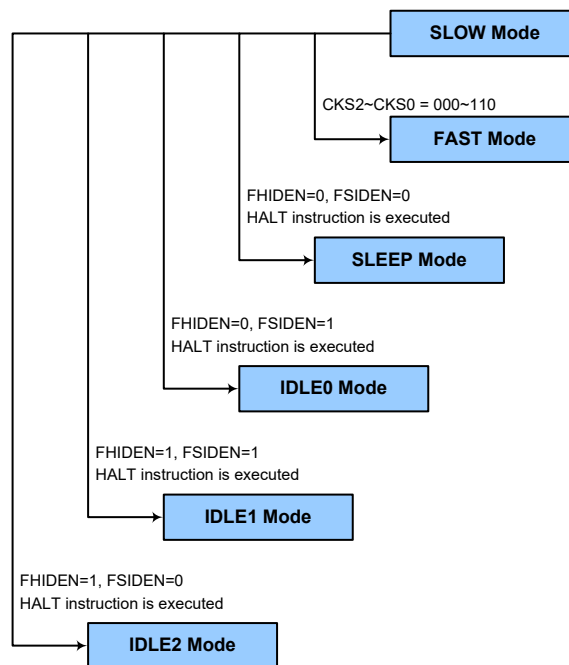 SLOW Mode
CKS2~CKS0 = 000~110
FAST Mode
FHIDEN=0, FSIDEN=0
HALT instruction is executed
SLEEP Mode
FHIDEN=0, FSIDEN=1
HALT instruction is executed
IDLE0 Mode
FHIDEN=1, FSIDEN=1
HALT instruction is executed
IDLE1 Mode
FHIDEN=1, FSIDEN=0
HALT instruction is executed
IDLE2 Mode